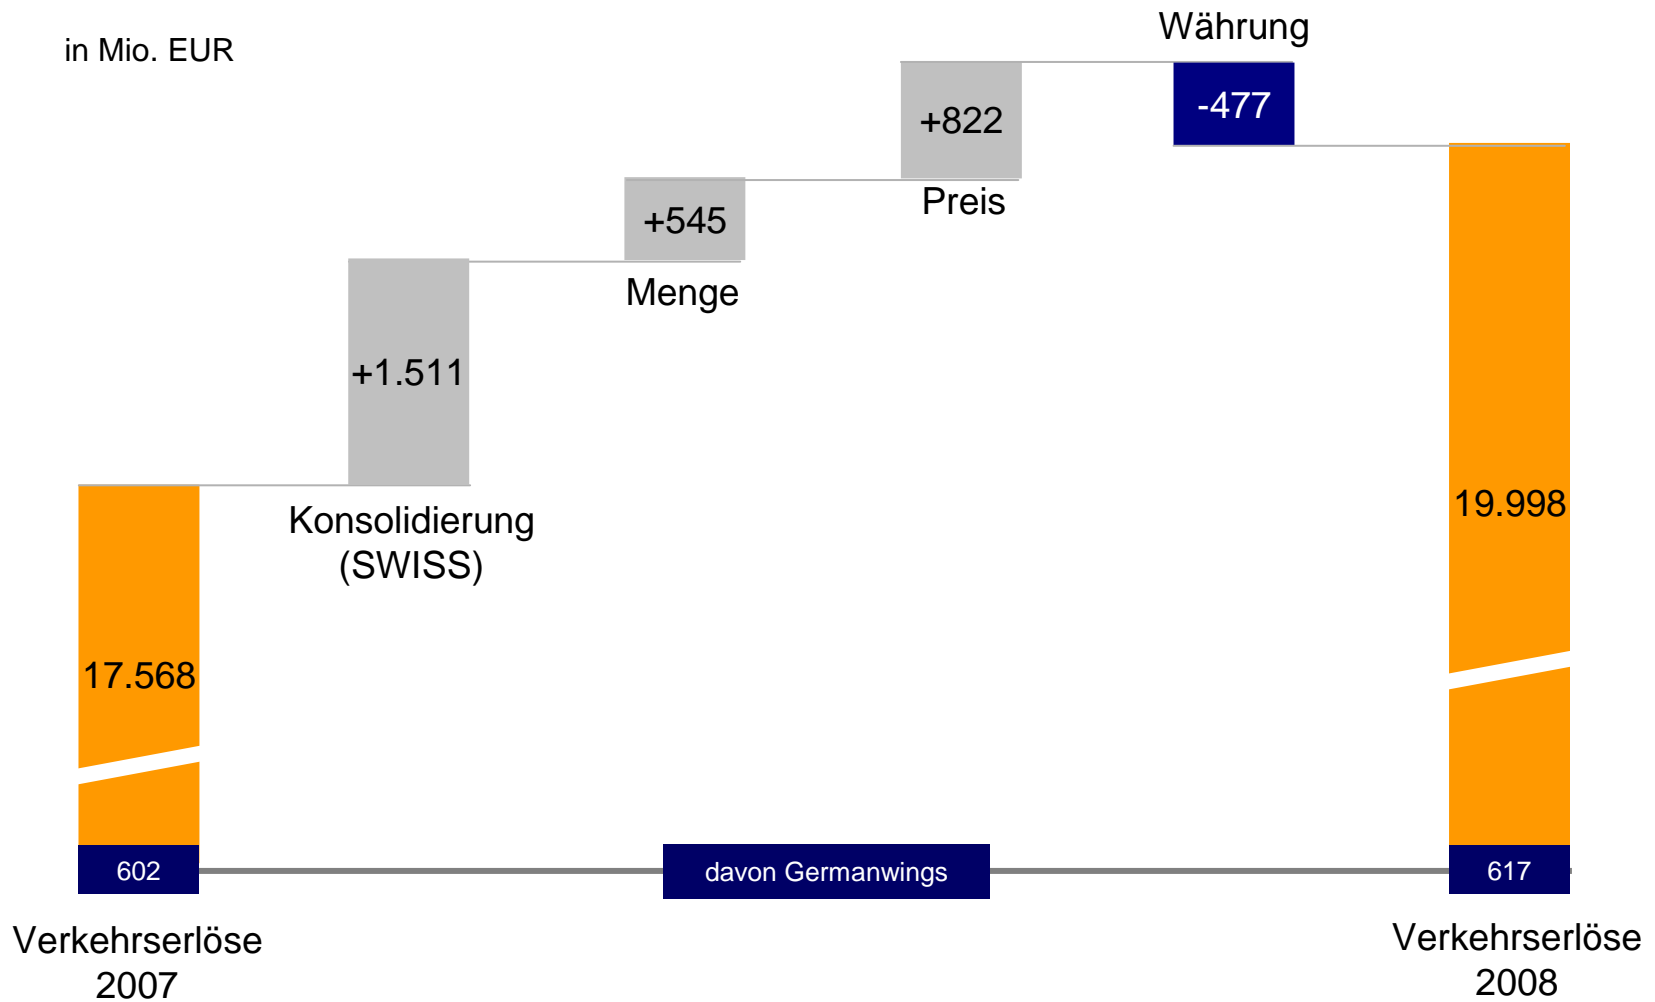 in Mio. EUR
Währung
-477
+822
Preis
+545
Menge
+1.511
Konsolidierung
(SWISS)
17.568
19.998
602
davon Germanwings
617
Verkehrserlöse
2007
Verkehrserlöse
2008